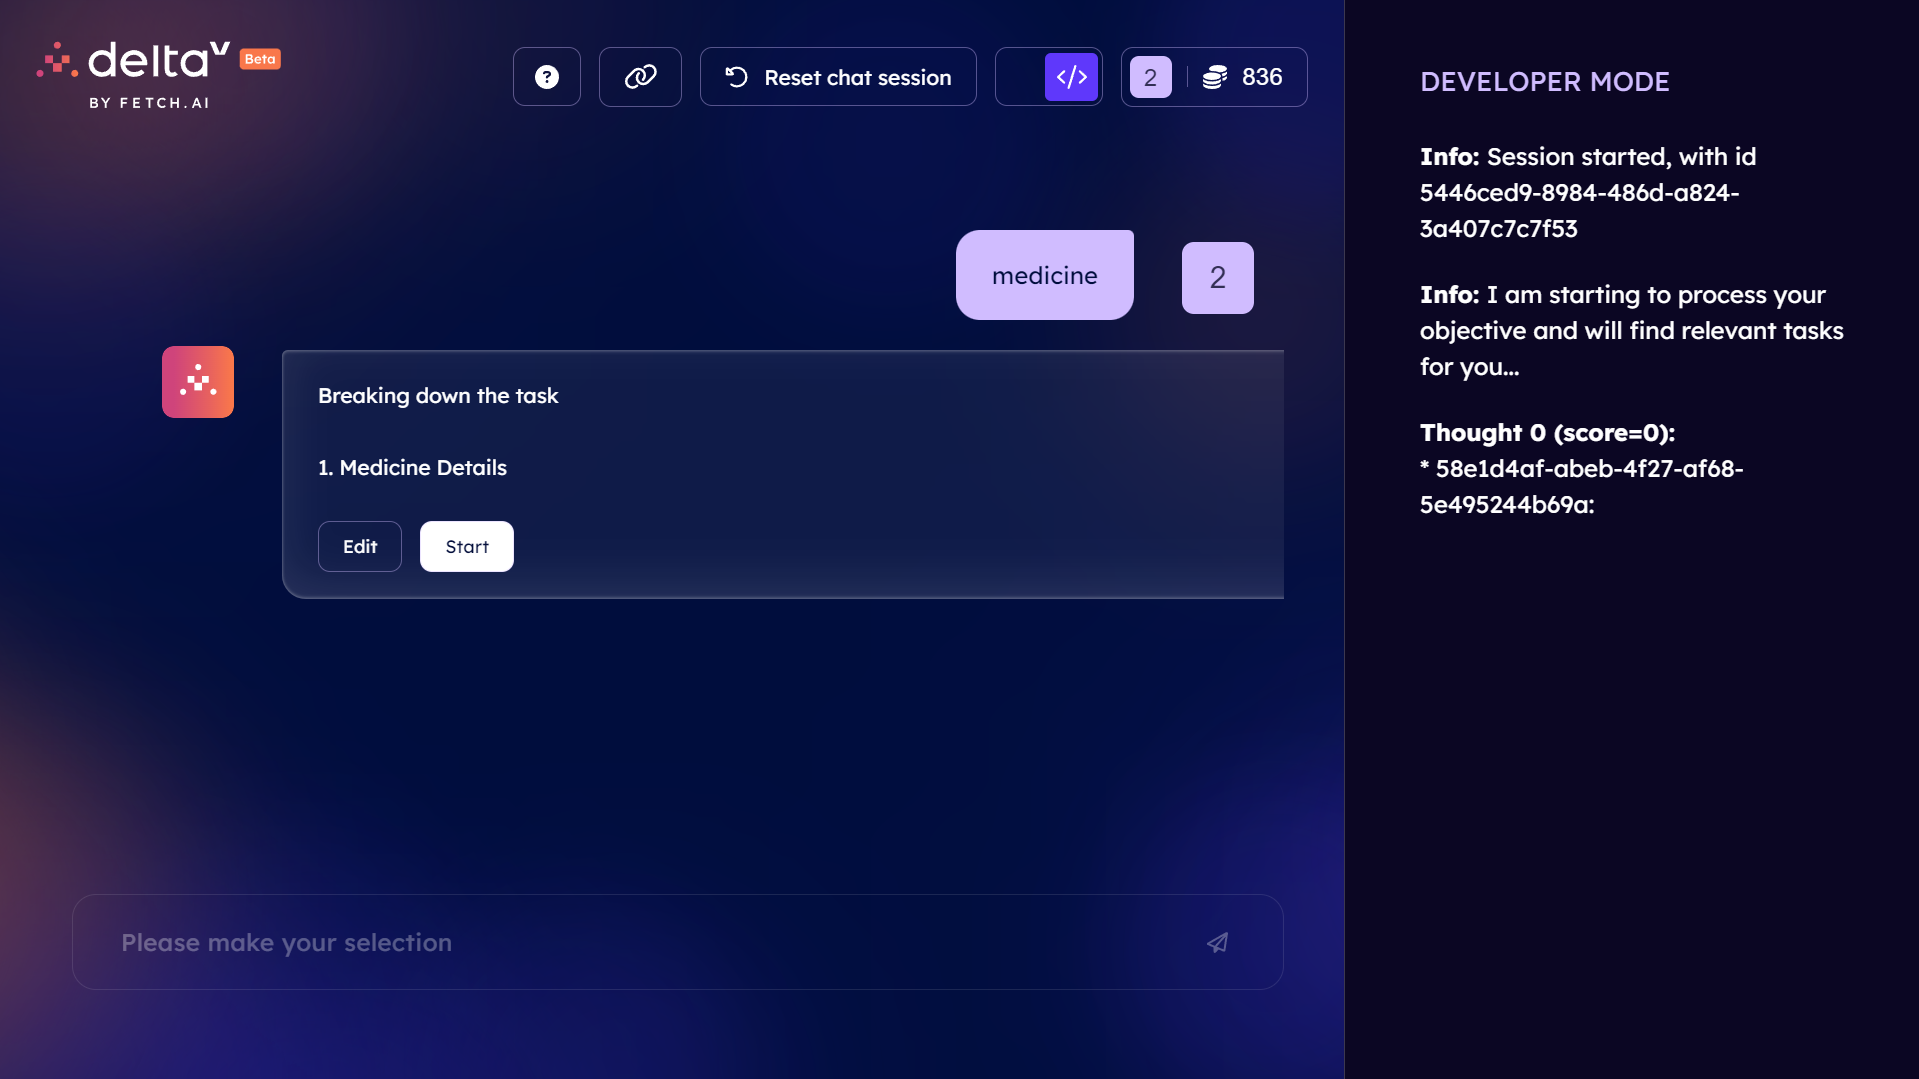 deltaV Beta
BY FETCH.AI
?
Reset chat session
</>
2
836
medicine
2
Breaking down the task
1. Medicine Details
Edit
Start
Please make your selection
DEVELOPER MODE
Info: Session started, with id
5446ced9-8984-486d-a824-
3a407c7c7f53
Info: I am starting to process your
objective and will find relevant tasks
for you...
Thought 0 (score=0):
* 58e1d4af-abeb-4f27-af68-
5e495244b69a: